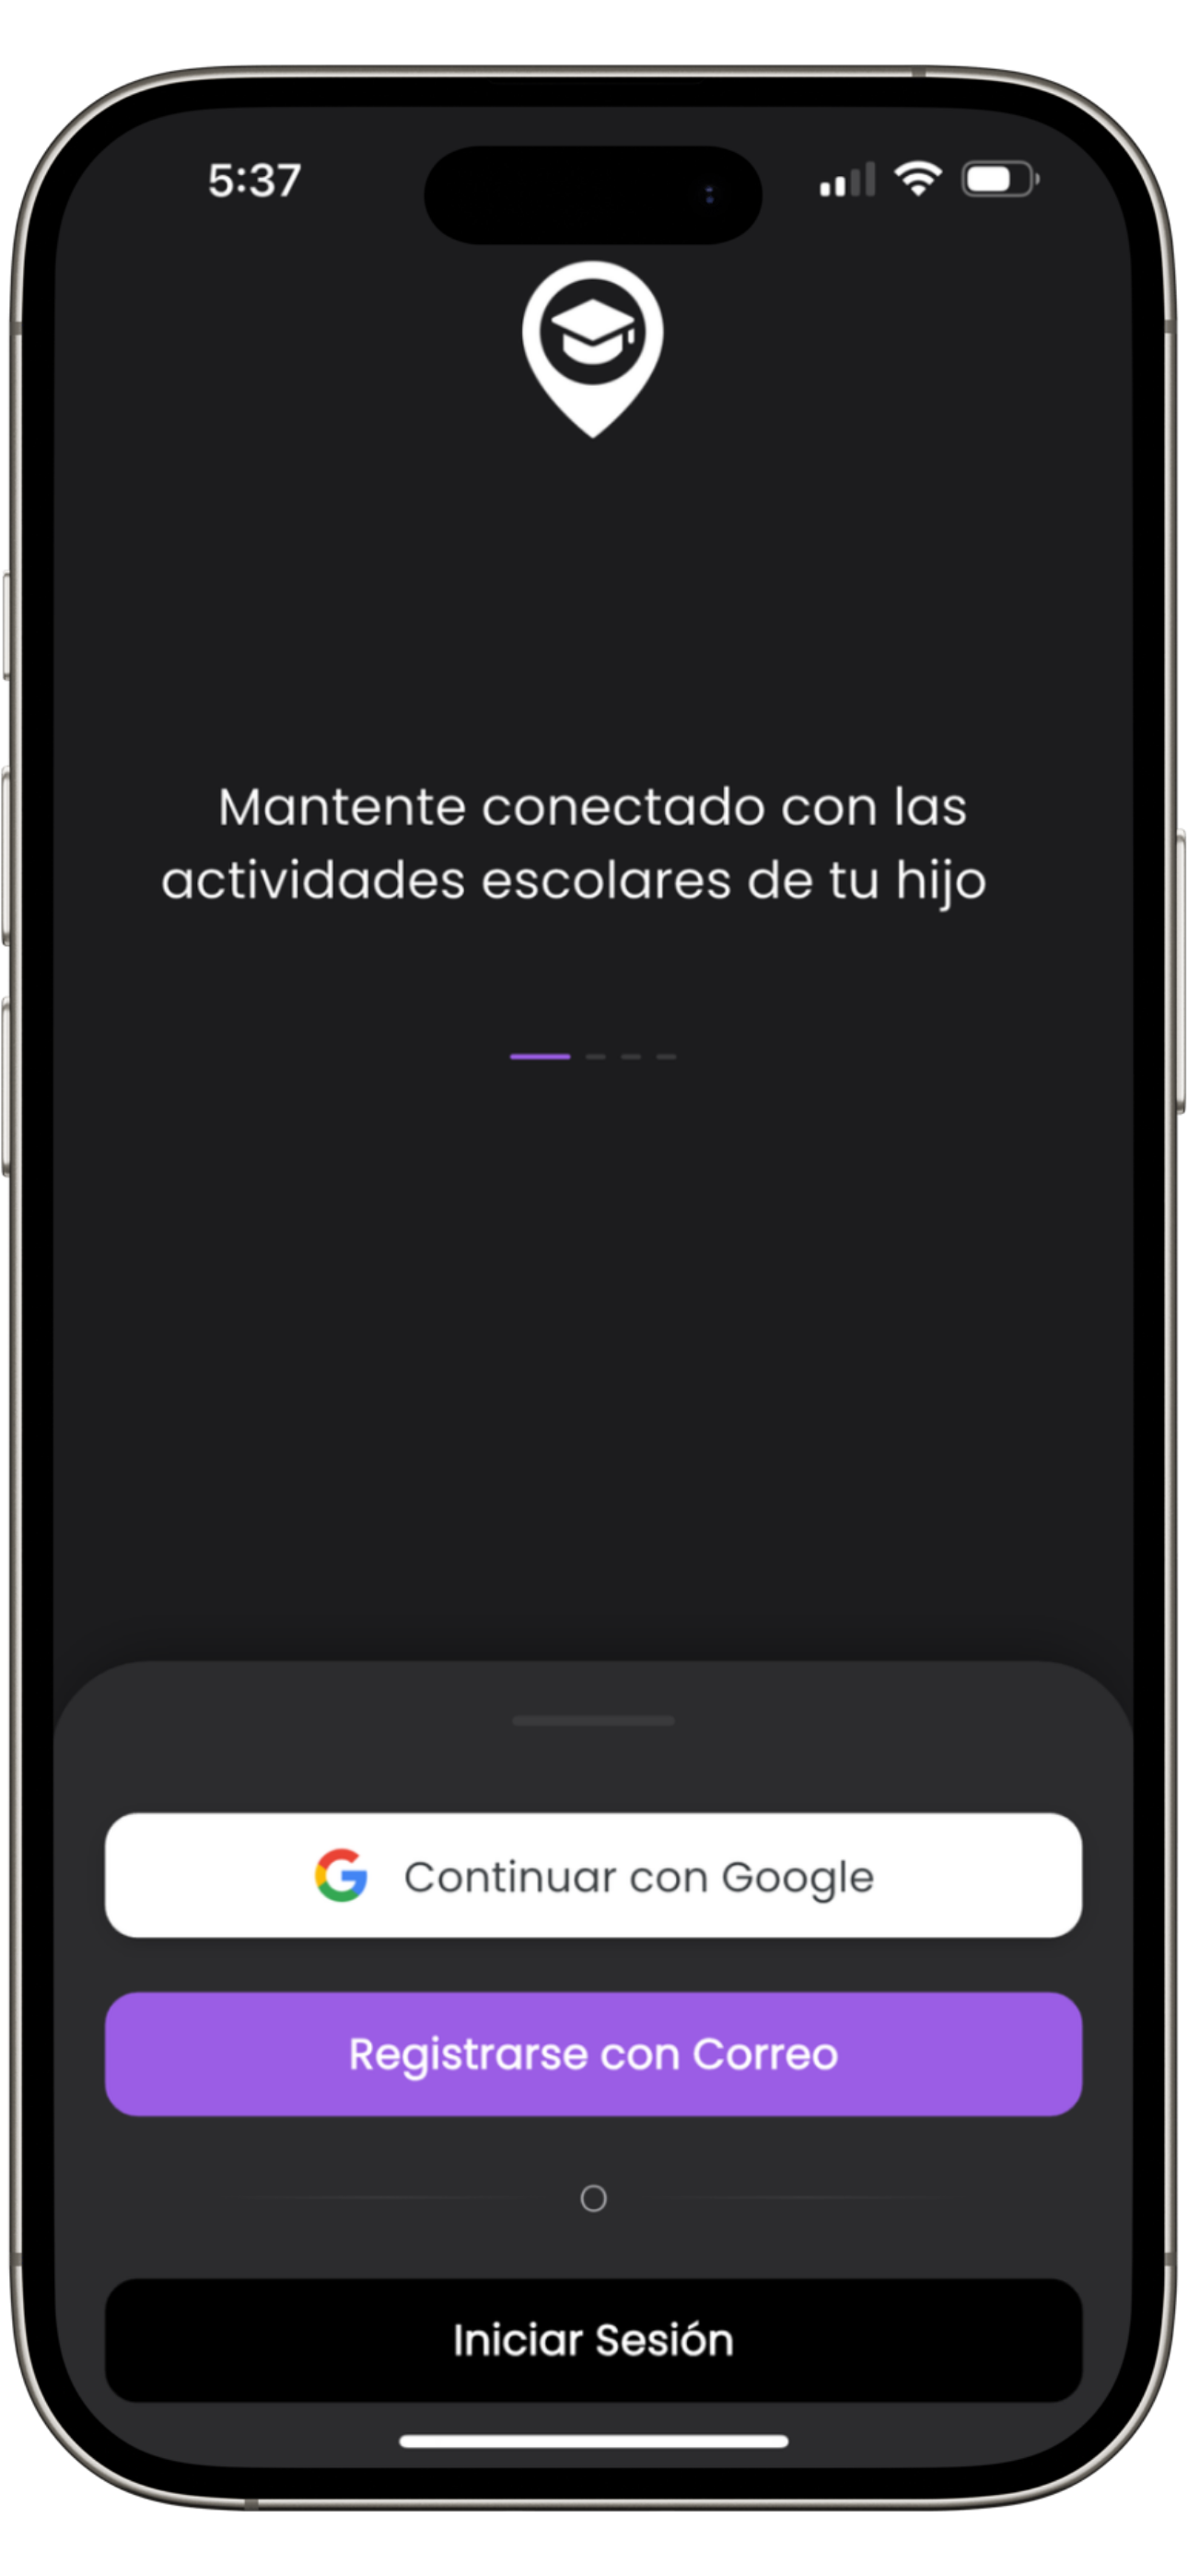 5:37
Mantente conectado con las
actividades escolares de tu hijo
Continuar con Google
Registrarse con Correo
O
Iniciar Sesión